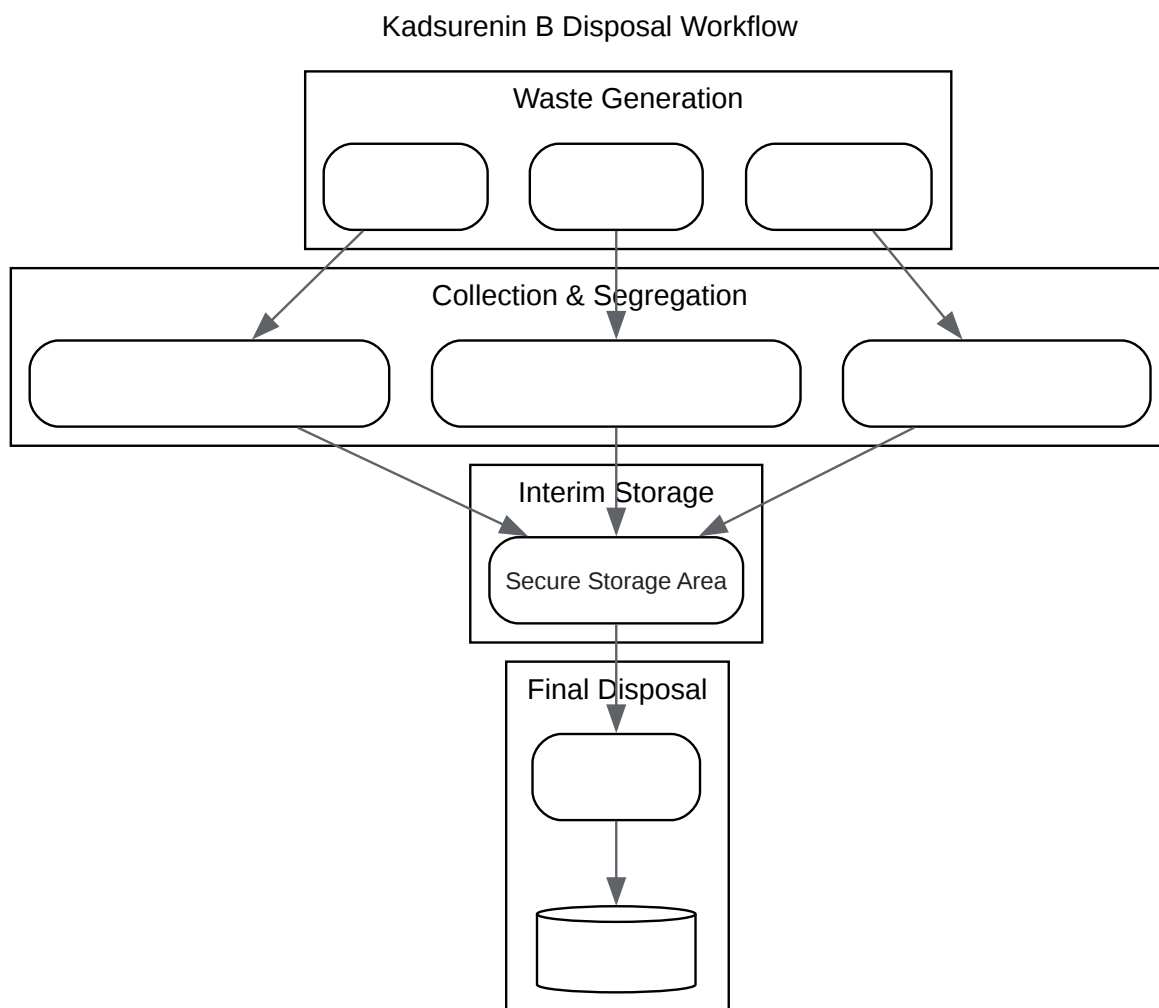 Kadsurenin B Disposal Workflow
Waste Generation
Collection & Segregation
Interim Storage
Secure Storage Area
Final Disposal